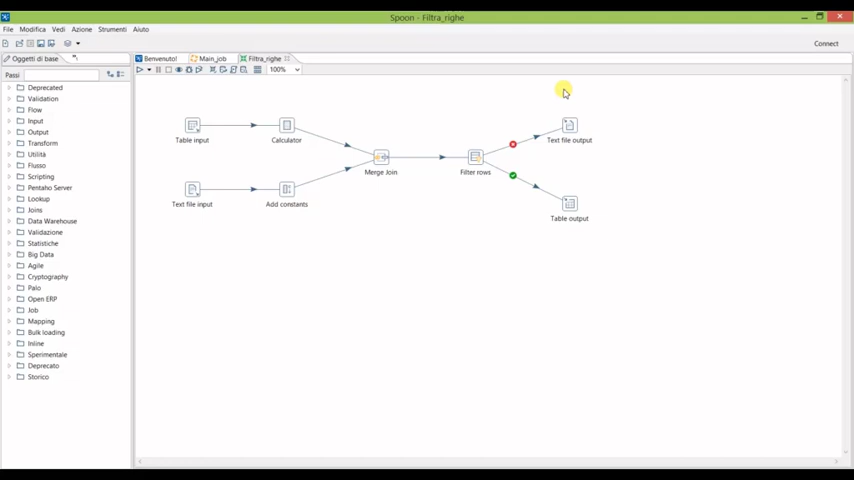 Spoon - Filtra_righe
File Modifica Vedi Azione Strumenti Aiuto
Connect
Oggetti di base
Benvenuto! Main_job Filtra_righe
Passi
100%
Deprecated
Validation
Flow
Input
Output
Transform
Utilità
Flusso
Scripting
Pentaho Server
Lookup
Joins
Data Warehouse
Validazione
Statistiche
Big Data
Agile
Cryptography
Palo
Open ERP
Job
Mapping
Bulk loading
Inline
Sperimentale
Deprecato
Storico
Table input
Calculator
Text file output
Merge Join
Filter rows
Text file input
Add constants
Table output